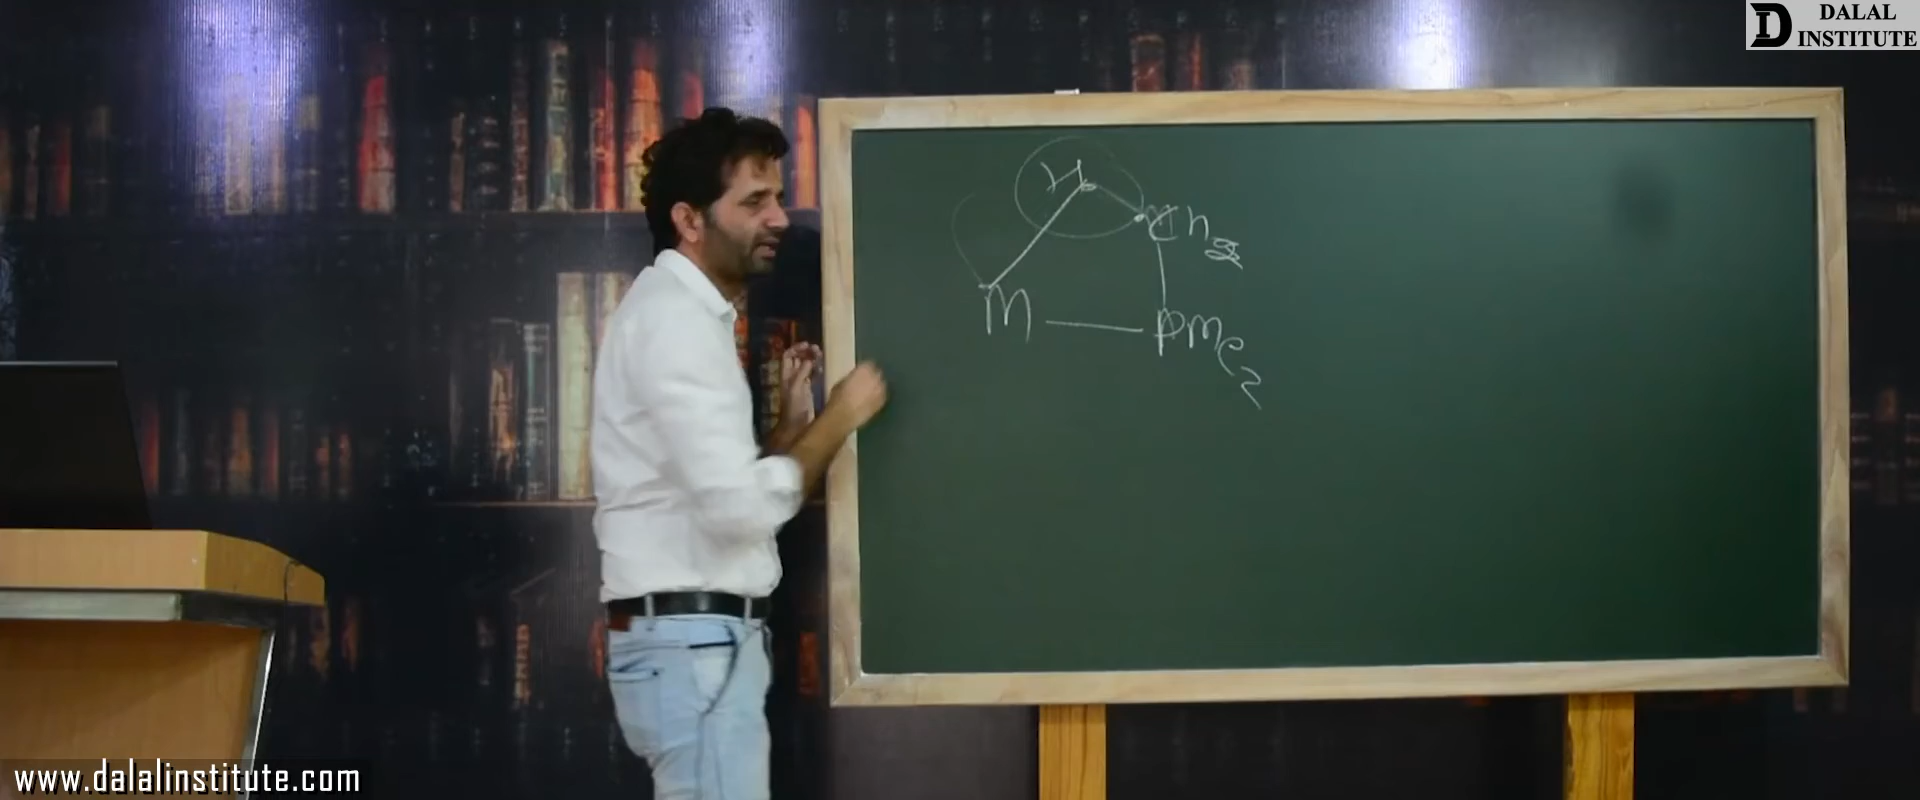 DALAL
INSTITUTE
H
Ch2
M — PMe2
www.dalalinstitute.com